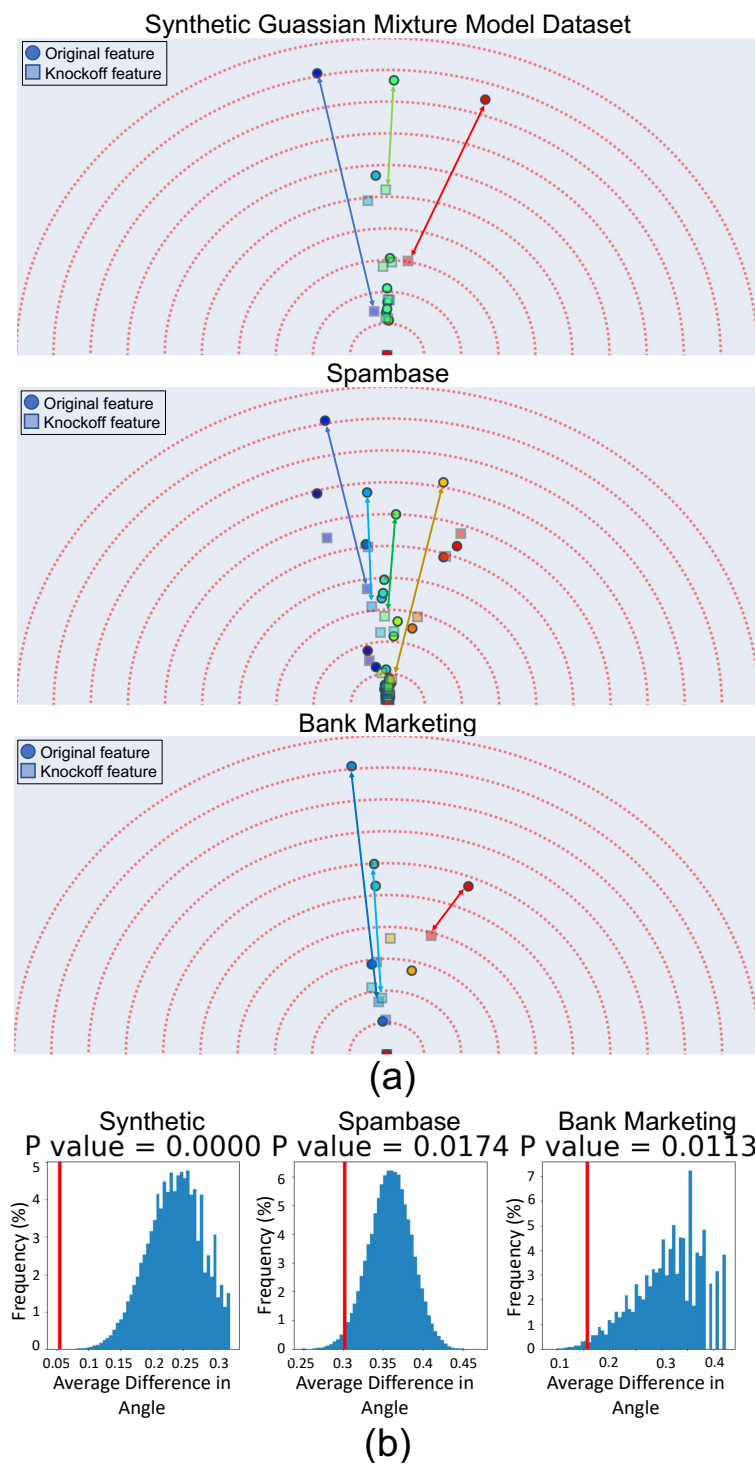 Synthetic Guassian Mixture Model Dataset
Original feature
Knockoff feature
Spambase
Original feature
Knockoff feature
Bank Marketing
Original feature
Knockoff feature
(a)
Synthetic Spambase Bank Marketing
P value = 0.0000 P value = 0.0174 P value = 0.0113
Frequency (%)
5
4
3
2
1
0
0.05 0.1 0.15 0.2 0.25 0.3
Average Difference in
Angle
Frequency (%)
6
5
4
3
2
1
0
0.25 0.3 0.35 0.4 0.45
Average Difference in
Angle
Frequency (%)
7
6
5
4
3
2
1
0
0.1 0.2 0.3 0.4
Average Difference in
Angle
(b)